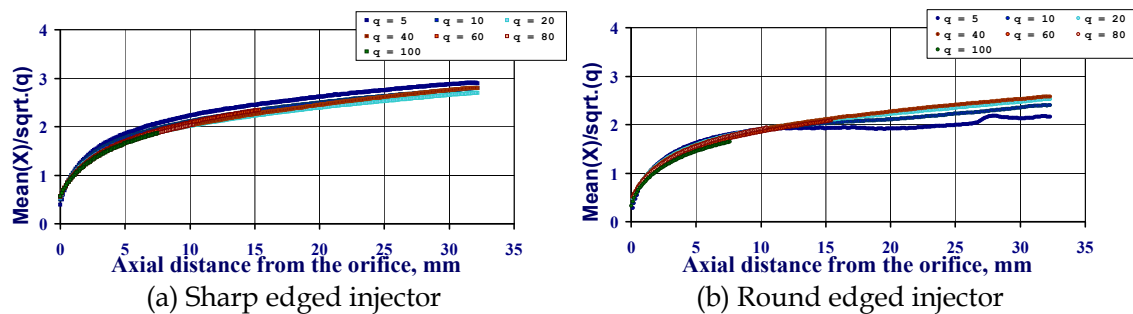 q = 5 q = 10 q = 20
q = 40 q = 60 q = 80
q = 100
4
3
2
1
0
Mean(X)/sqrt.(q)
0 5 10 15 20 25 30 35
Axial distance from the orifice, mm
(a) Sharp edged injector
q = 5 q = 10 q = 20
q = 40 q = 60 q = 80
q = 100
4
3
2
1
0
Mean(X)/sqrt.(q)
0 5 10 15 20 25 30 35
Axial distance from the orifice, mm
(b) Round edged injector